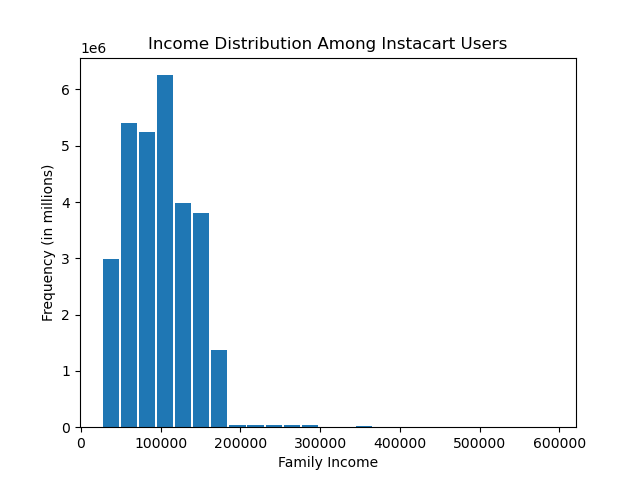 Income Distribution Among Instacart Users
1e6
6
5
4
3
2
1
0
Frequency (in millions)
0 100000 200000 300000 400000 500000 600000
Family Income